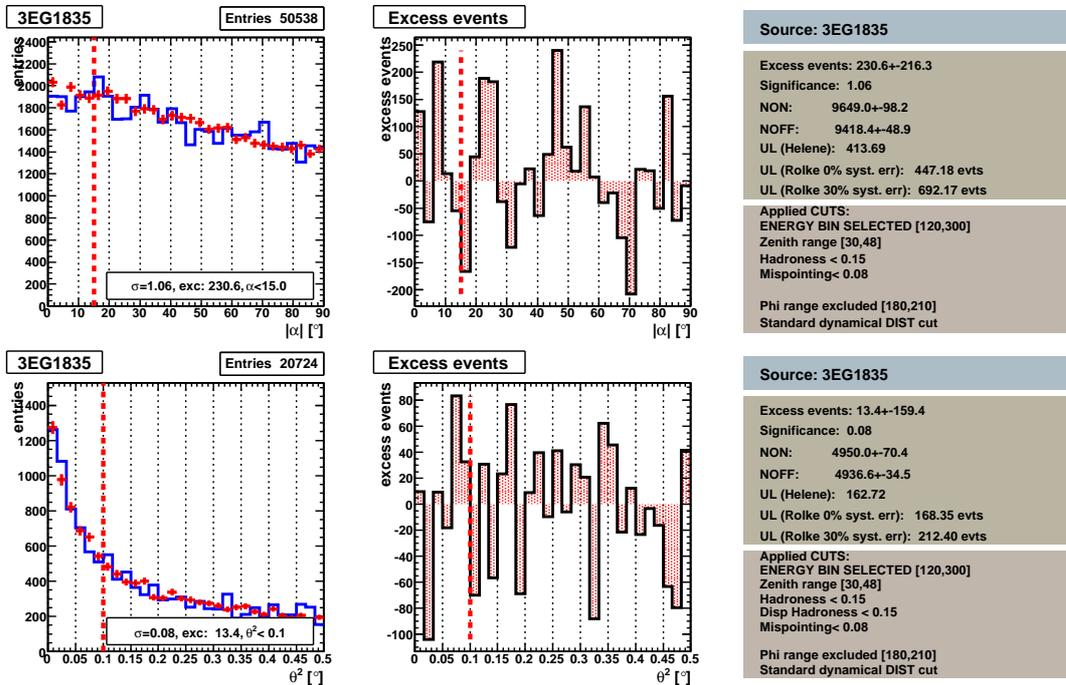 3EG1835
Entries 50538
entries
2400
2200
2000
1800
1600
1400
1200
1000
800
600
400
200
0
σ=1.06, exc: 230.6, α<15.0
0 10 20 30 40 50 60 70 80 90
|α| [°]
Excess events
excess events
250
200
150
100
50
0
-50
-100
-150
-200
0 10 20 30 40 50 60 70 80 90
|α| [°]
Source: 3EG1835
Excess events: 230.6+-216.3
Significance: 1.06
NON: 9649.0+-98.2
NOFF: 9418.4+-48.9
UL (Helene): 413.69
UL (Rolke 0% syst. err): 447.18 evts
UL (Rolke 30% syst. err): 692.17 evts
Applied CUTS:
ENERGY BIN SELECTED [120,300]
Zenith range [30,48]
Hadroness < 0.15
Mispointing< 0.08
Phi range excluded [180,210]
Standard dynamical DIST cut
3EG1835
Entries 20724
entries
1400
1200
1000
800
600
400
200
0
σ=0.08, exc: 13.4, θ²< 0.1
0 0.05 0.1 0.15 0.2 0.25 0.3 0.35 0.4 0.45 0.5
θ² [°]
Excess events
excess events
80
60
40
20
0
-20
-40
-60
-80
-100
0 0.05 0.1 0.15 0.2 0.25 0.3 0.35 0.4 0.45 0.5
θ² [°]
Source: 3EG1835
Excess events: 13.4+-159.4
Significance: 0.08
NON: 4950.0+-70.4
NOFF: 4936.6+-34.5
UL (Helene): 162.72
UL (Rolke 0% syst. err): 168.35 evts
UL (Rolke 30% syst. err): 212.40 evts
Applied CUTS:
ENERGY BIN SELECTED [120,300]
Zenith range [30,48]
Hadroness < 0.15
Disp Hadroness < 0.15
Mispointing< 0.08
Phi range excluded [180,210]
Standard dynamical DIST cut